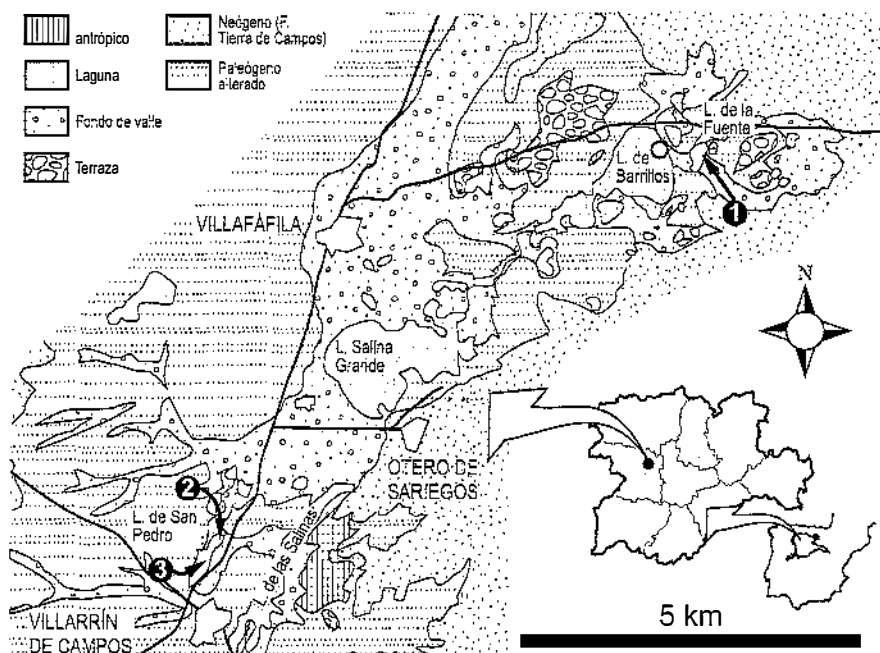 antrópico
Laguna
Fondo de valle
Terraza
Neógeno (F.
Tierra de Campos)
Paleógeno
alterado
L. de la
Fuente
L. de
Barrillos
1
VILLAFÁFILA
N
L. Salina
Grande
OTERO DE
SARIEGOS
2
L. de San
Pedro
3
L. de las Salinas
VILLARRÍN
DE CAMPOS
5 km